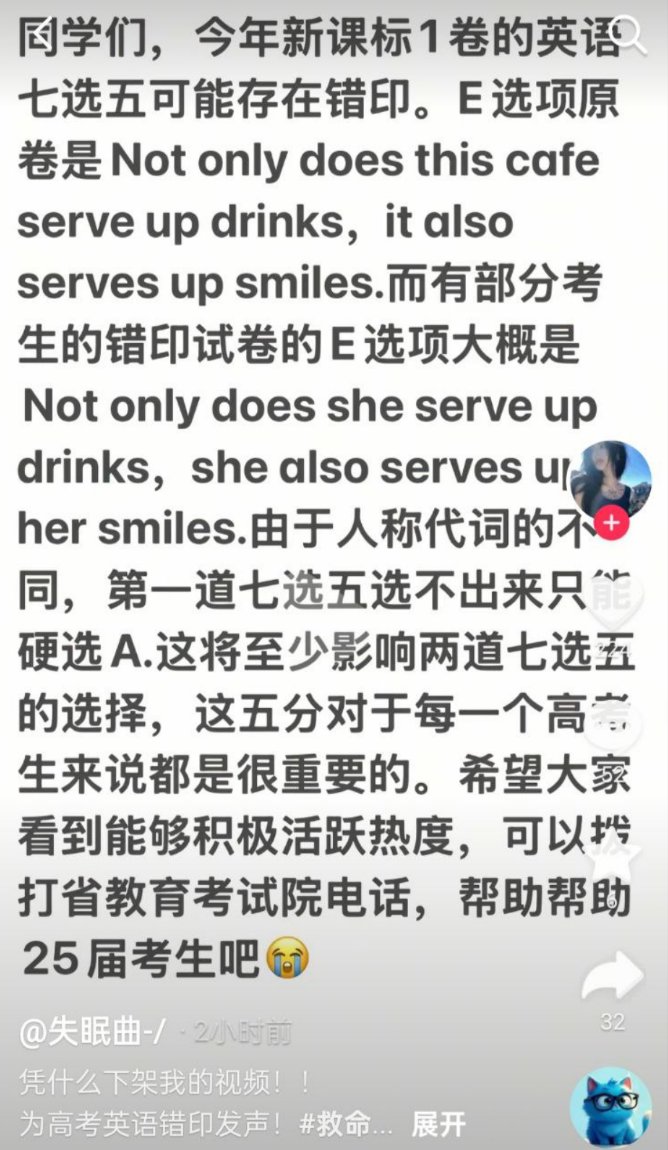 同学们，今年新课标1卷的英语
七选五可能存在错印。E选项原
卷是Not only does this cafe
serve up drinks，it also
serves up smiles.而有部分考
生的错印试卷的E选项大概是
Not only does she serve up
drinks，she also serves up
her smiles.由于人称代词的不
同，第一道七选五选不出来只能
硬选A.这将至少影响两道七选五
的选择，这五分对于每一个高考
生来说都是很重要的。希望大家
看到能够积极活跃热度，可以拨
打省教育考试院电话，帮助帮助
25届考生吧😭
52
32
@失眠曲-/ · 2小时前
凭什么下架我的视频！！
为高考英语错印发声！#救命... 展开